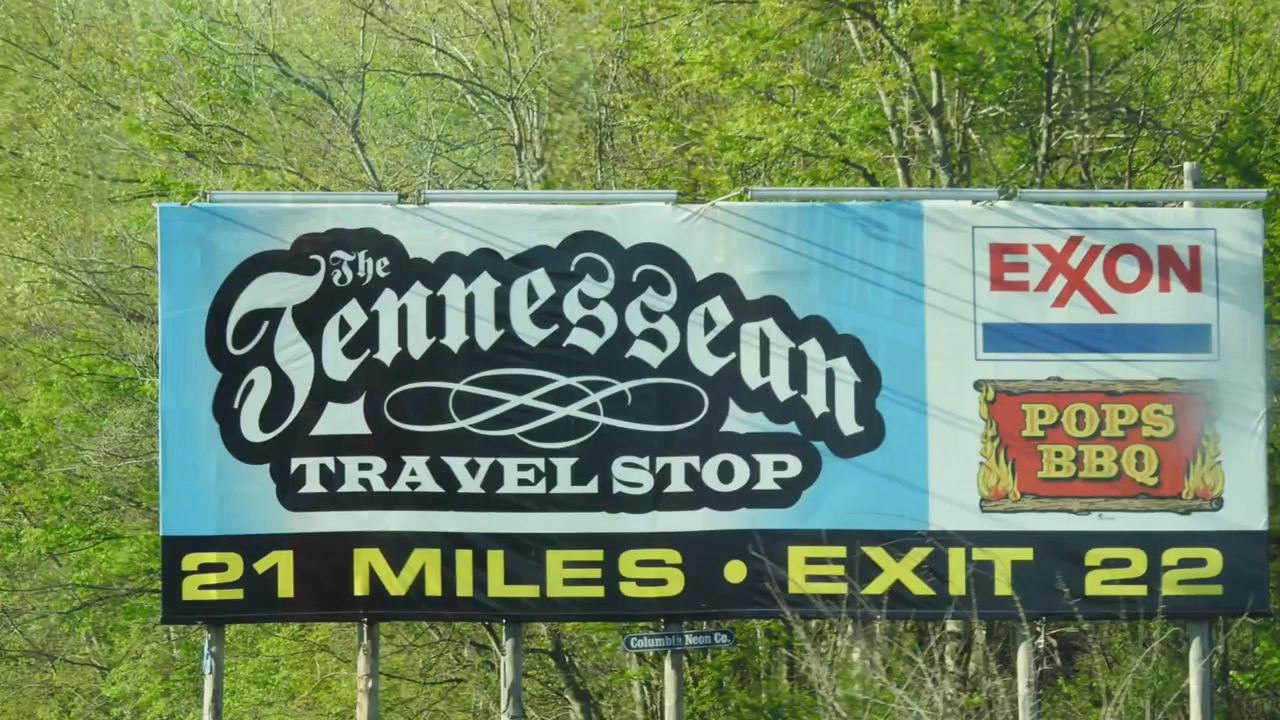 The
Tennessean
TRAVEL STOP
EXXON
POPS
BBQ
21 MILES • EXIT 22
Columbia Neon Co.